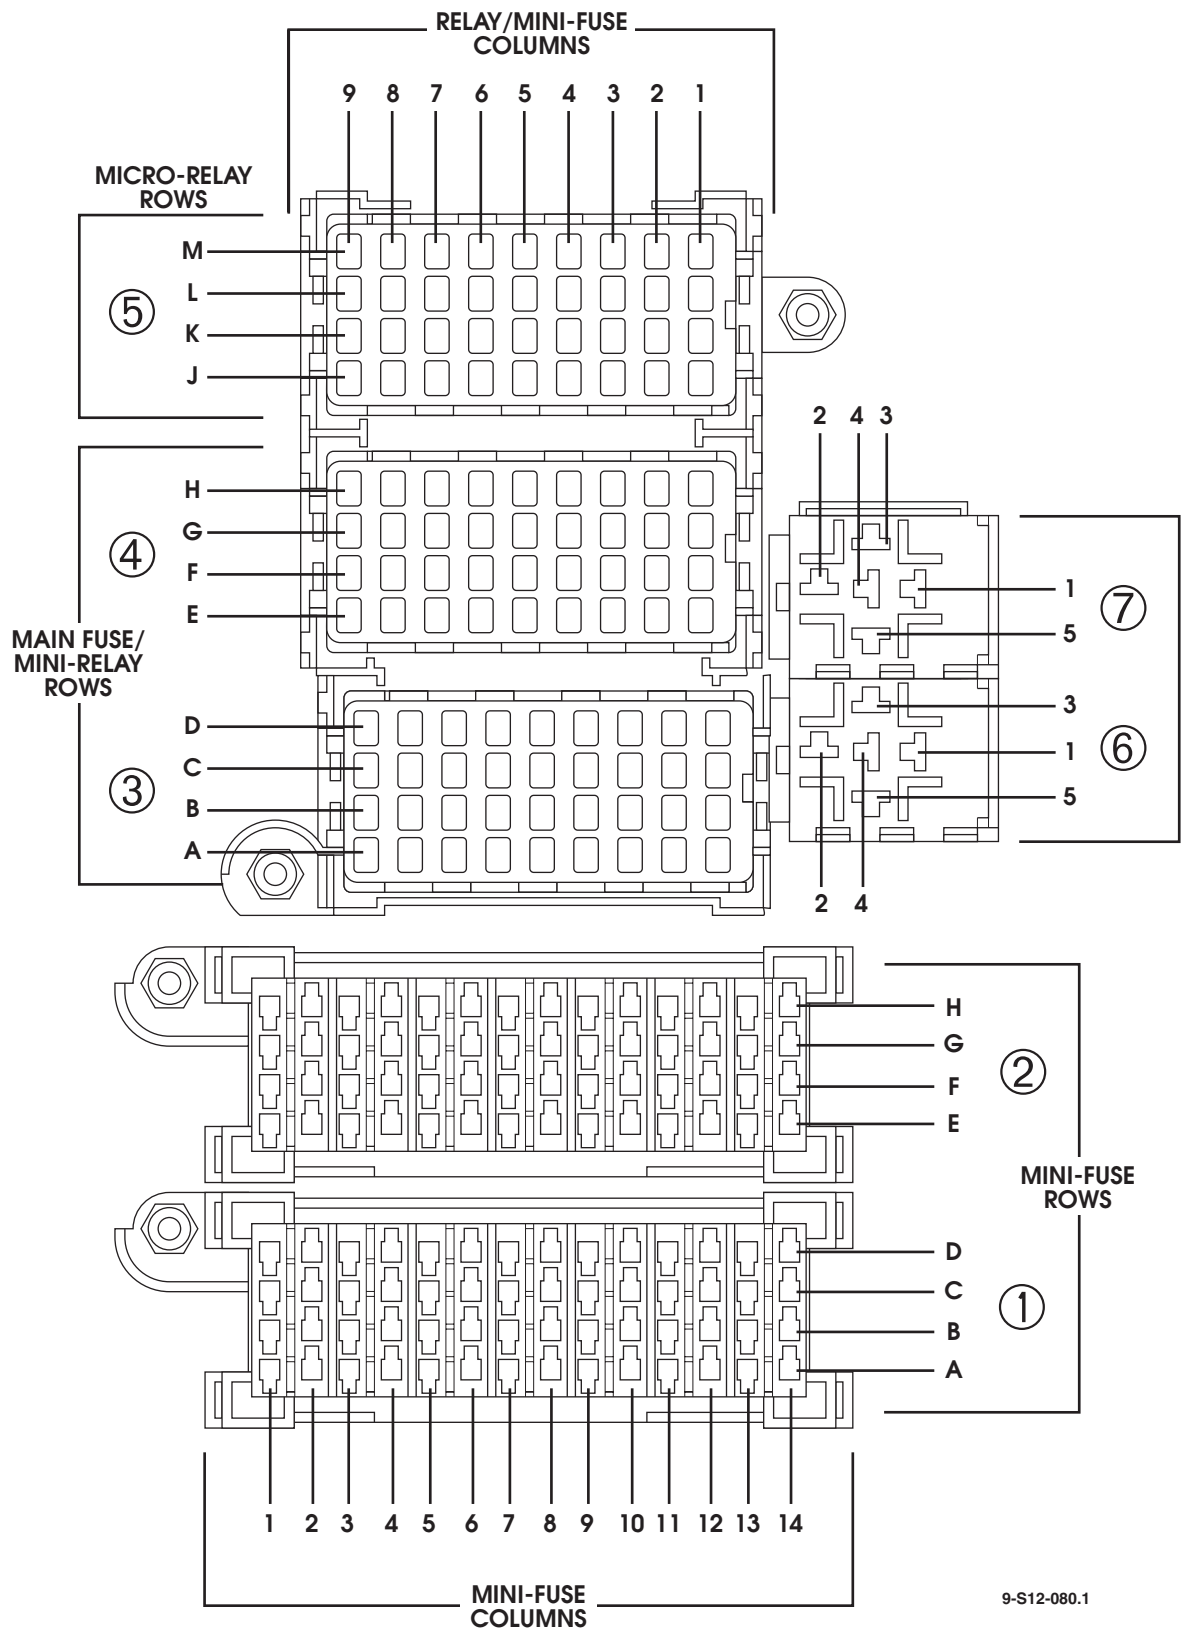 RELAY/MINI-FUSE
COLUMNS
9 8 7 6 5 4 3 2 1
MICRO-RELAY
ROWS
M
L
⑤
K
J
2 4 3
H
G
④
F
E
1
⑦
5
MAIN FUSE/
MINI-RELAY
ROWS
D
C
③
B
A
3
1
⑥
5
2 4
H
G
②
F
E
MINI-FUSE
ROWS
D
C
①
B
A
1 2 3 4 5 6 7 8 9 10 11 12 13 14
MINI-FUSE
COLUMNS
9-S12-080.1